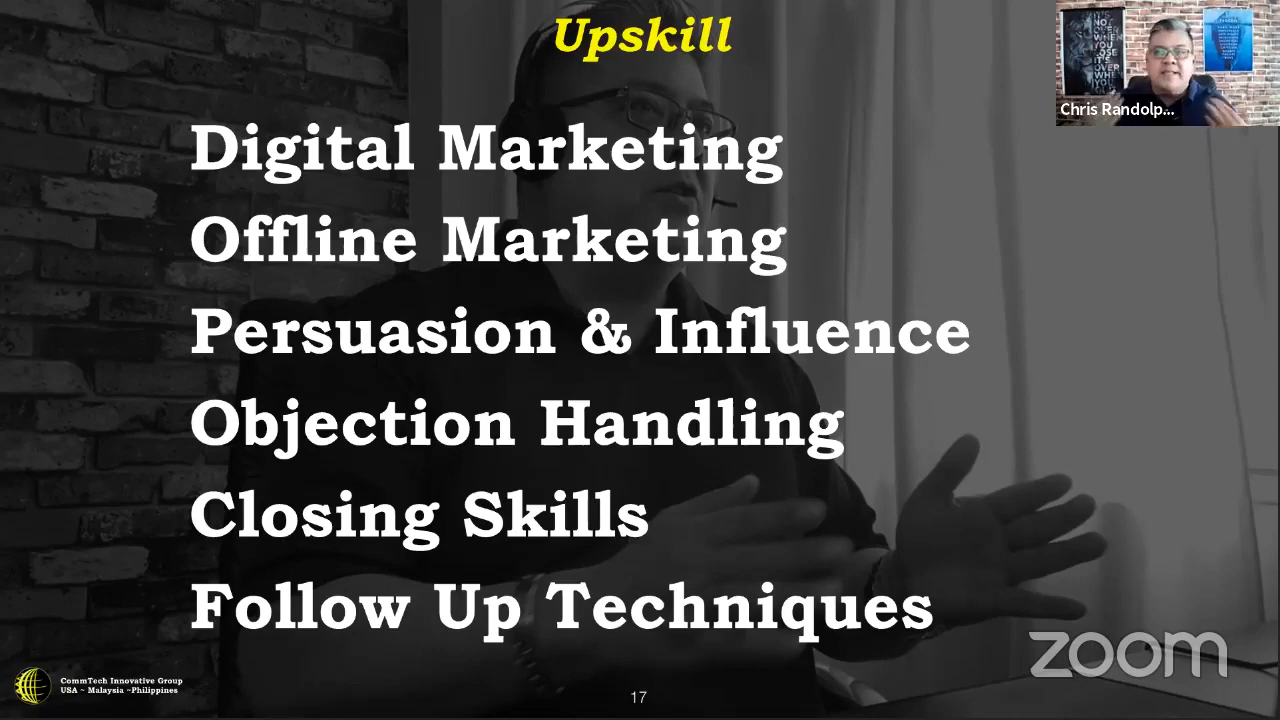 Upskill
Chris Randolp...
Digital Marketing
Offline Marketing
Persuasion & Influence
Objection Handling
Closing Skills
Follow Up Techniques
zoom
CommTech Innovative Group
USA ~ Malaysia ~Philippines
17